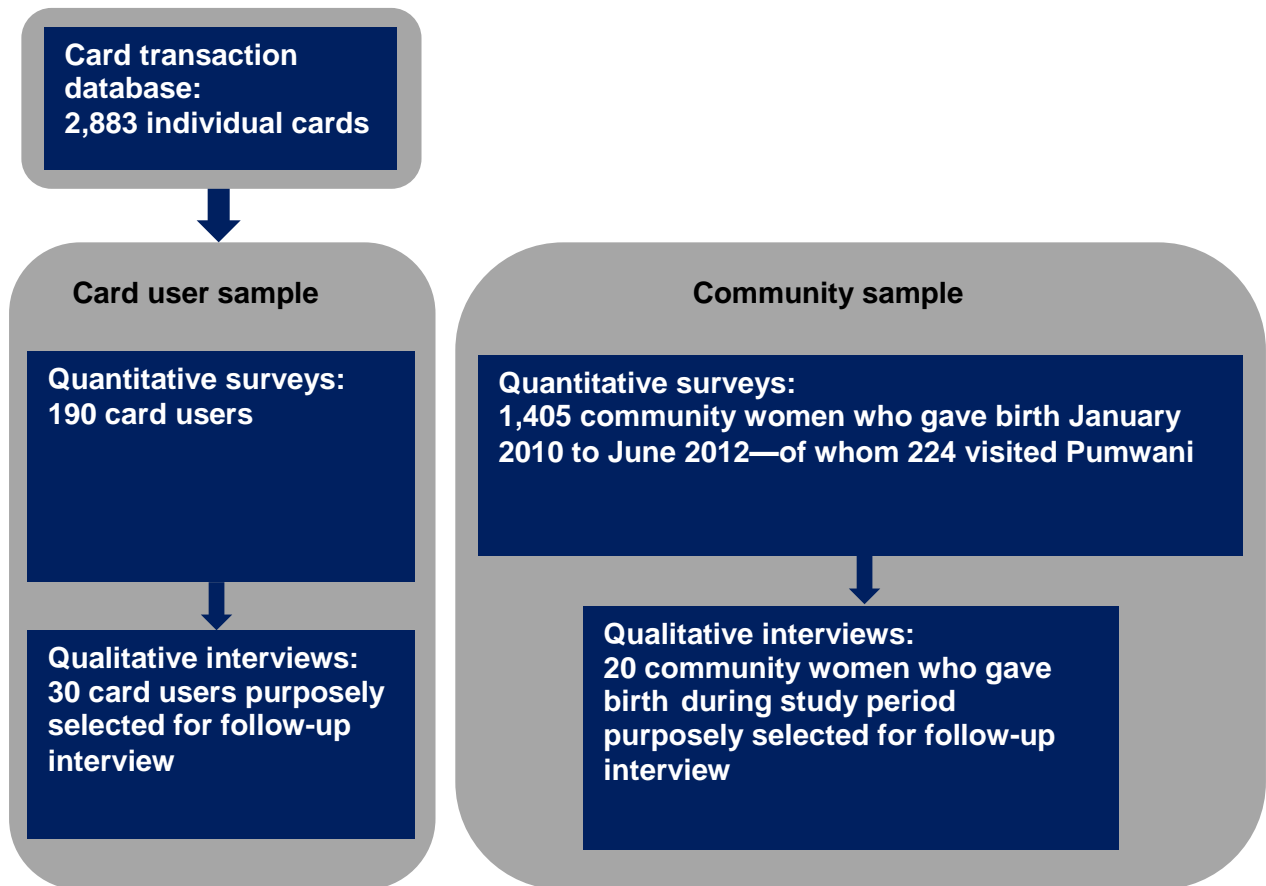 Card transaction
database:
2,883 individual cards
Card user sample
Quantitative surveys:
190 card users
Qualitative interviews:
30 card users purposely
selected for follow-up
interview
Community sample
Quantitative surveys:
1,405 community women who gave birth January
2010 to June 2012—of whom 224 visited Pumwani
Qualitative interviews:
20 community women who gave
birth during study period
purposely selected for follow-up
interview